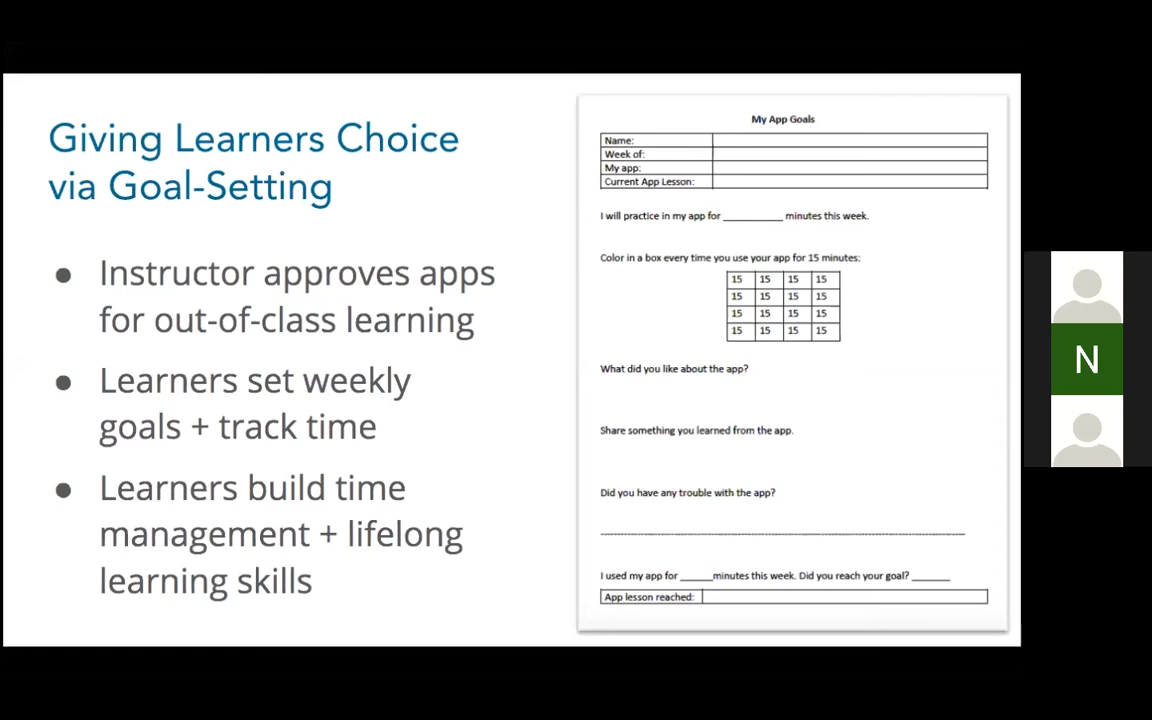 Giving Learners Choice
via Goal-Setting
● Instructor approves apps
for out-of-class learning
● Learners set weekly
goals + track time
● Learners build time
management + lifelong
learning skills
My App Goals
Name:
Week of:
My app:
Current App Lesson:
I will practice in my app for ___________ minutes this week.
Color in a box every time you use your app for 15 minutes:
15 15 15 15
15 15 15 15
15 15 15 15
15 15 15 15
What did you like about the app?
Share something you learned from the app.
Did you have any trouble with the app?
I used my app for ______minutes this week. Did you reach your goal? _______
App lesson reached:
N